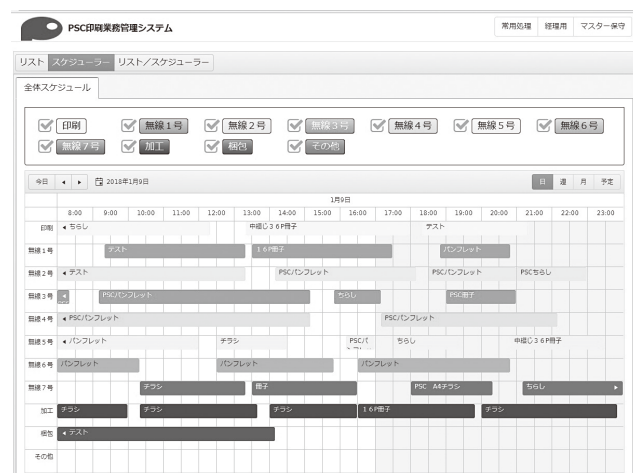 PSC印刷業務管理システム
常用処理 経理用 マスター保守
リスト スケジューラー リスト／スケジューラー
全体スケジュール
印刷 無線1号 無線2号 無線3号 無線4号 無線5号 無線6号
無線7号 加工 梱包 その他
今日 2018年1月9日 日 週 月 予定
1月9日
8:00 9:00 10:00 11:00 12:00 13:00 14:00 15:00 16:00 17:00 18:00 19:00 20:00 21:00 22:00 23:00
印刷 ちらし 中綴じ３６P冊子 テスト
無線１号 テスト １６P冊子 パンフレット
無線２号 テスト PSCパンフレット PSCパンフレット PSCちらし
無線３号 PSCパンフレット ちらし PSC冊子
無線４号 PSCパンフレット PSCパンフレット
無線５号 パンフレット チラシ PSCパ ちらし 中綴じ３６P冊子
無線６号 パンフレット パンフレット パンフレット
無線７号 チラシ 冊子 PSC A4チラシ ちらし
加工 チラシ チラシ チラシ １６P冊子 チラシ
梱包 テスト
その他